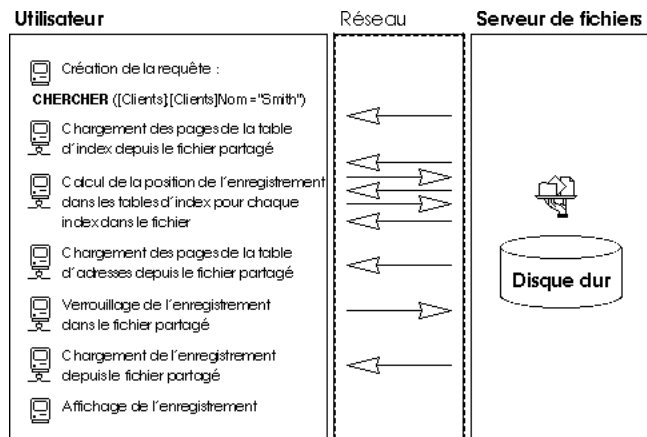 Utilisateur
Réseau
Serveur de fichiers
Création de la requête :
CHERCHER ([Clients];[Clients]Nom="Smith")
Chargement des pages de la table
d'index depuis le fichier partagé
Calcul de la position de l'enregistrement
dans les tables d'index pour chaque
index dans le fichier
Chargement des pages de la table
d'adresses depuis le fichier partagé
Verrouillage de l'enregistrement
dans le fichier partagé
Chargement de l'enregistrement
depuis le fichier partagé
Affichage de l'enregistrement
Disque dur